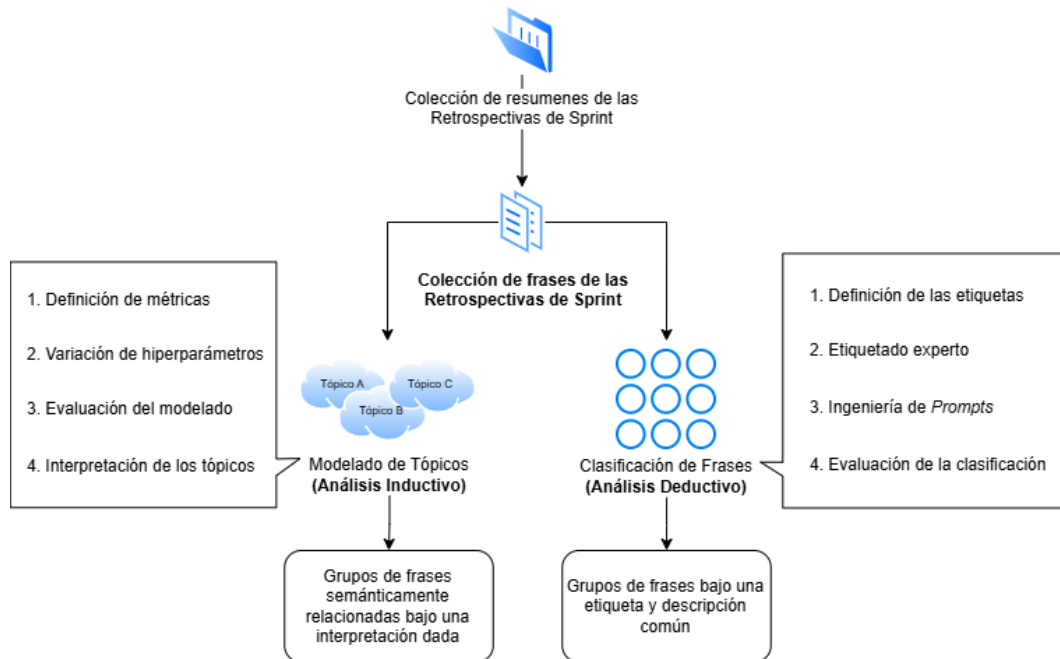 Colección de resumenes de las
Retrospectivas de Sprint
Colección de frases de las
Retrospectivas de Sprint
1. Definición de métricas
2. Variación de hiperparámetros
3. Evaluación del modelado
4. Interpretación de los tópicos
1. Definición de las etiquetas
2. Etiquetado experto
3. Ingeniería de Prompts
4. Evaluación de la clasificación
Tópico A
Tópico C
Tópico B
Modelado de Tópicos
(Análisis Inductivo)
Clasificación de Frases
(Análisis Deductivo)
Grupos de frases
semánticamente
relacionadas bajo una
interpretación dada
Grupos de frases bajo una
etiqueta y descripción
común